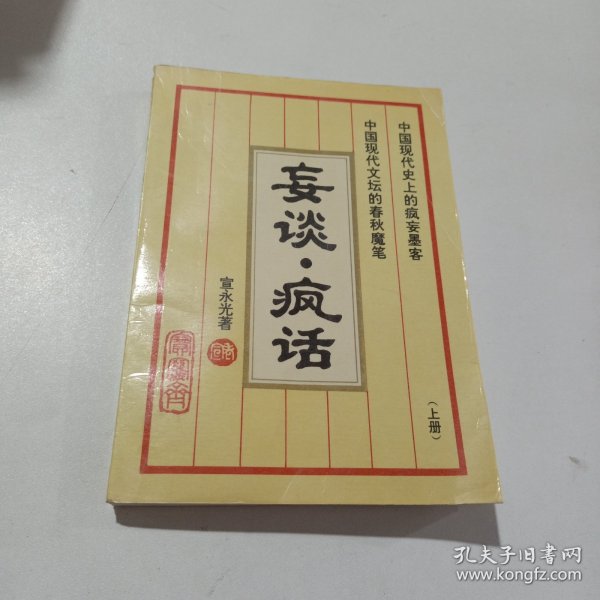 中国现代史上的疯妄墨客
中国现代文坛的春秋魔笔
妄谈·疯话
宣永光著
(上册)
孔夫子旧书网
www.kongfz.com